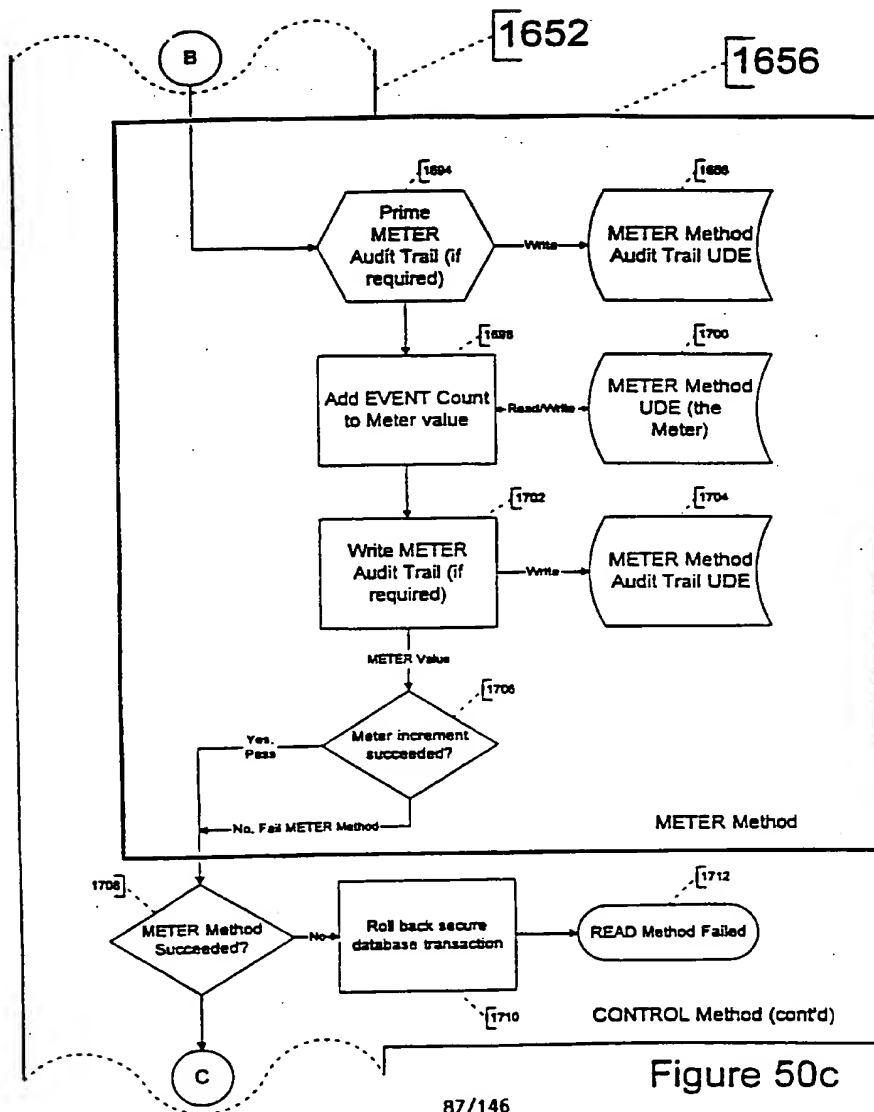 B
1652
1656
1694
Prime
METER
Audit Trail (if
required)
Write
1696
METER Method
Audit Trail UDE
1698
Add EVENT Count
to Meter value
Read/Write
1700
METER Method
UDE (the
Meter)
1702
Write METER
Audit Trail (if
required)
Write
1704
METER Method
Audit Trail UDE
METER Value
1706
Meter increment
succeeded?
Yes,
Pass
No, Fail METER Method
METER Method
1708
METER Method
Succeeded?
No
Roll back secure
database transaction
1710
1712
READ Method Failed
CONTROL Method (cont'd)
C
Figure 50c
87/146